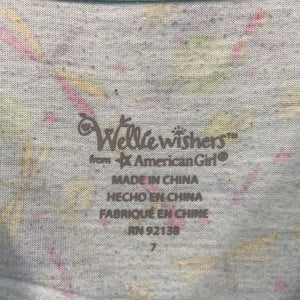 WellieWishers™
from ★ American Girl®
MADE IN CHINA
HECHO EN CHINA
FABRIQUÉ EN CHINE
RN 92138
7